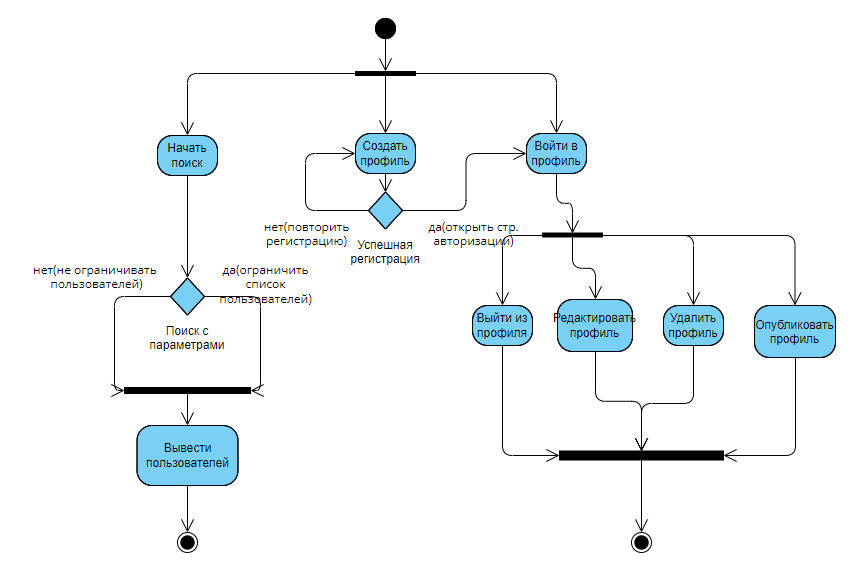 Начать
поиск
Создать
профиль
Войти в
профиль
нет(повторить
регистрацию)
Успешная
регистрация
да(открыть стр.
авторизации)
нет(не ограничивать
пользователей)
да(ограничить
список
пользователей)
Поиск с
параметрами
Выйти из
профиля
Редактировать
профиль
Удалить
профиль
Опубликовать
профиль
Вывести
пользователей